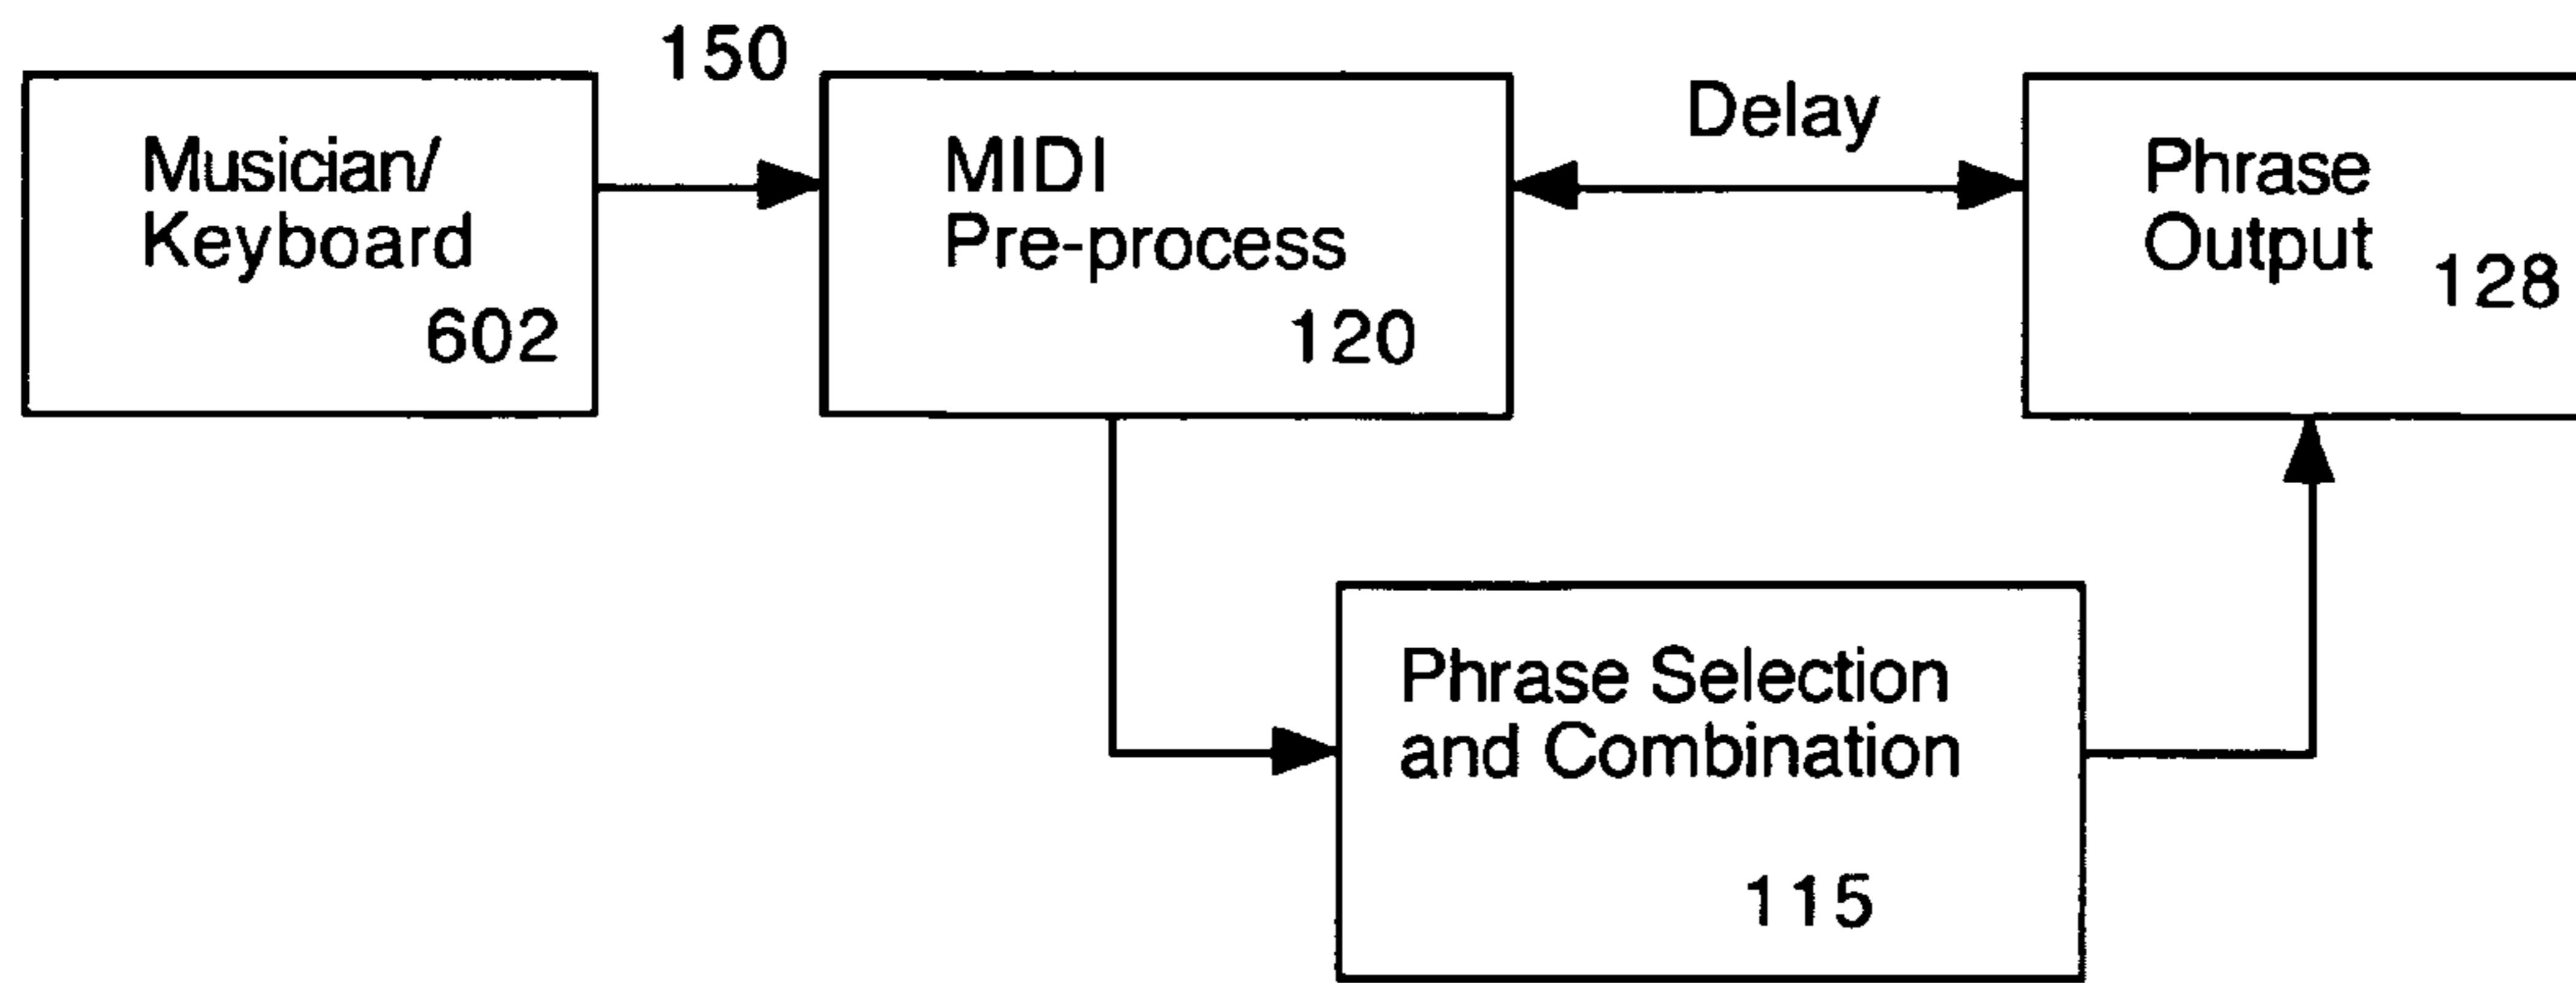 150
Musician/
Keyboard
602
MIDI
Pre-process
120
Delay
Phrase
Output
128
Phrase Selection
and Combination
115